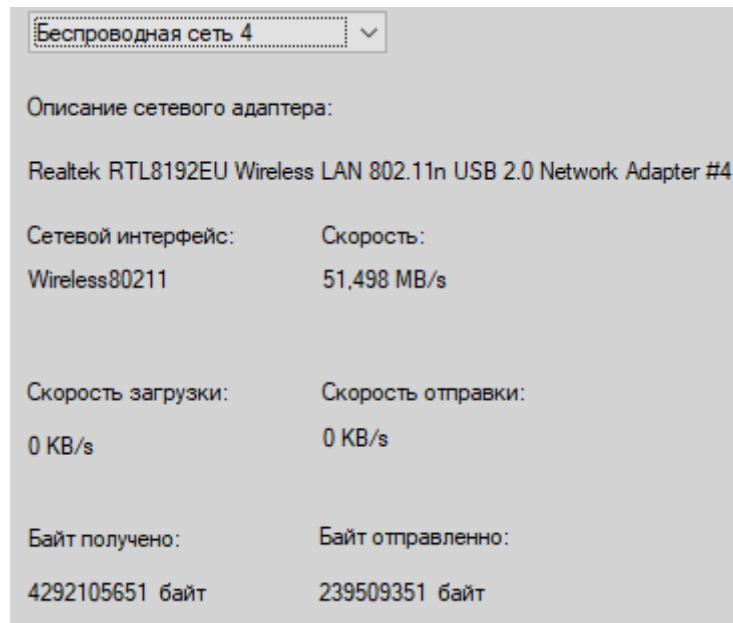 Беспроводная сеть 4
Описание сетевого адаптера:
Realtek RTL8192EU Wireless LAN 802.11n USB 2.0 Network Adapter #4
Сетевой интерфейс: Скорость:
Wireless80211 51,498 MB/s
Скорость загрузки: Скорость отправки:
0 KB/s 0 KB/s
Байт получено: Байт отправленно:
4292105651 байт 239509351 байт